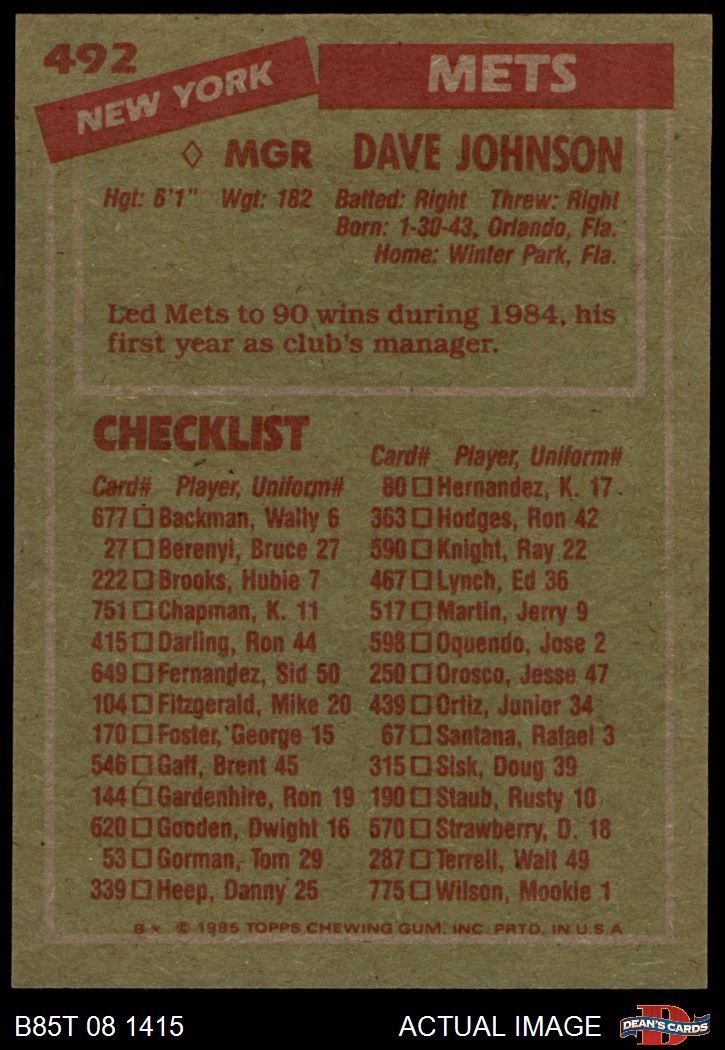 492
NEW YORK
METS
◊ MGR DAVE JOHNSON
Hgt: 6'1" Wgt: 182 Batted: Right Threw: Right
Born: 1-30-43, Orlando, Fla.
Home: Winter Park, Fla.
Led Mets to 90 wins during 1984, his
first year as club's manager.
CHECKLIST
Card# Player, Uniform#
677 □ Backman, Wally 6
27 □ Berenyi, Bruce 27
222 □ Brooks, Hubie 7
751 □ Chapman, K. 11
415 □ Darling, Ron 44
649 □ Fernandez, Sid 50
104 □ Fitzgerald, Mike 20
170 □ Foster, George 15
546 □ Gaff, Brent 45
144 □ Gardenhire, Ron 19
620 □ Gooden, Dwight 16
53 □ Gorman, Tom 29
339 □ Heep, Danny 25
Card# Player, Uniform#
80 □ Hernandez, K. 17
363 □ Hodges, Ron 42
590 □ Knight, Ray 22
467 □ Lynch, Ed 36
517 □ Martin, Jerry 9
598 □ Oquendo, Jose 2
250 □ Orosco, Jesse 47
439 □ Ortiz, Junior 34
67 □ Santana, Rafael 3
315 □ Sisk, Doug 39
190 □ Staub, Rusty 10
570 □ Strawberry, D. 18
287 □ Terrell, Walt 49
775 □ Wilson, Mookie 1
B* © 1985 TOPPS CHEWING GUM, INC. PRTD. IN U.S.A.
B85T 08 1415
ACTUAL IMAGE
D
DEAN'S CARDS